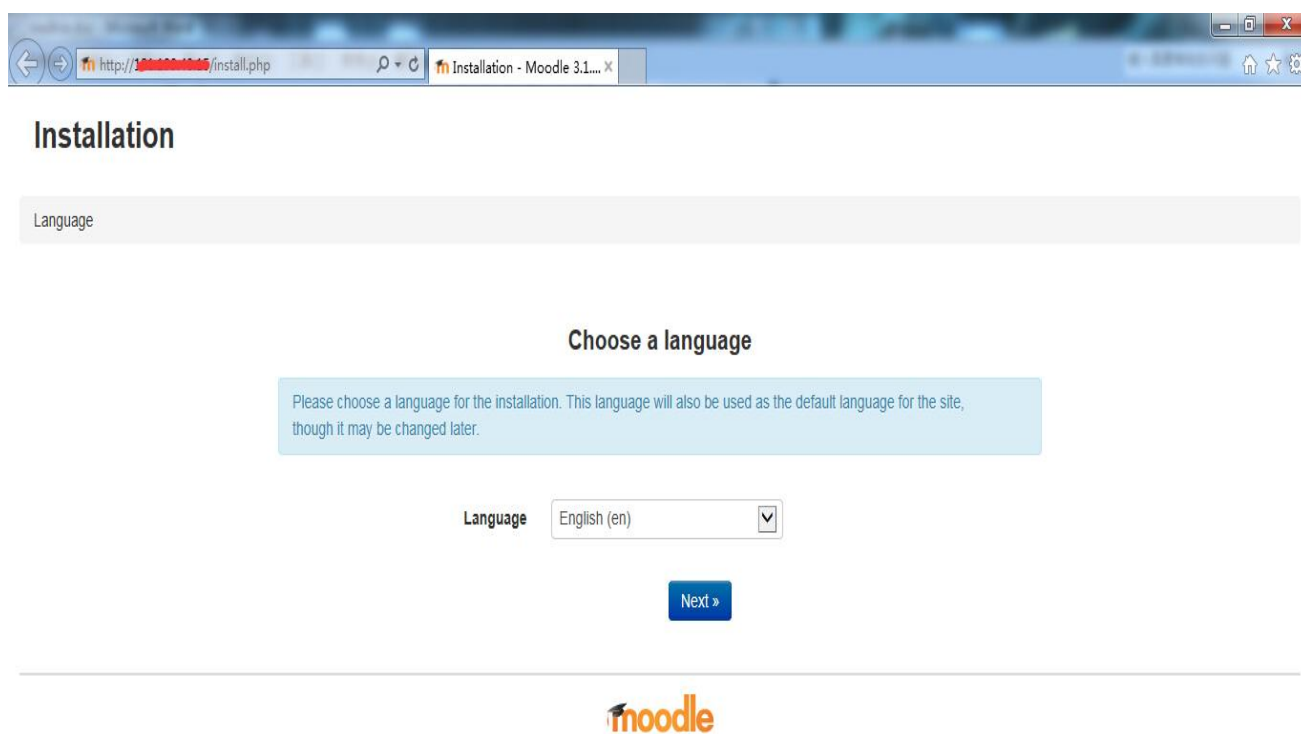 http:// /install.php
Installation - Moodle 3.1.... ×
Installation
Language
Choose a language
Please choose a language for the installation. This language will also be used as the default language for the site,
though it may be changed later.
Language English (en)
Next »
moodle